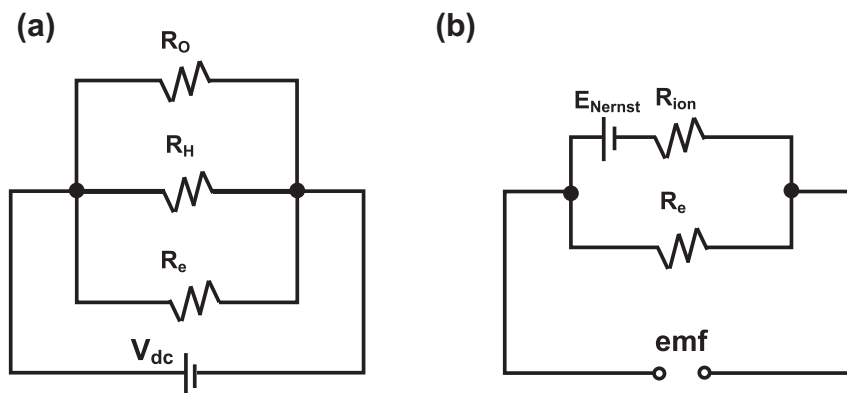 (a)
R_O
R_H
R_e
V_dc
(b)
E_Nernst
R_ion
R_e
emf